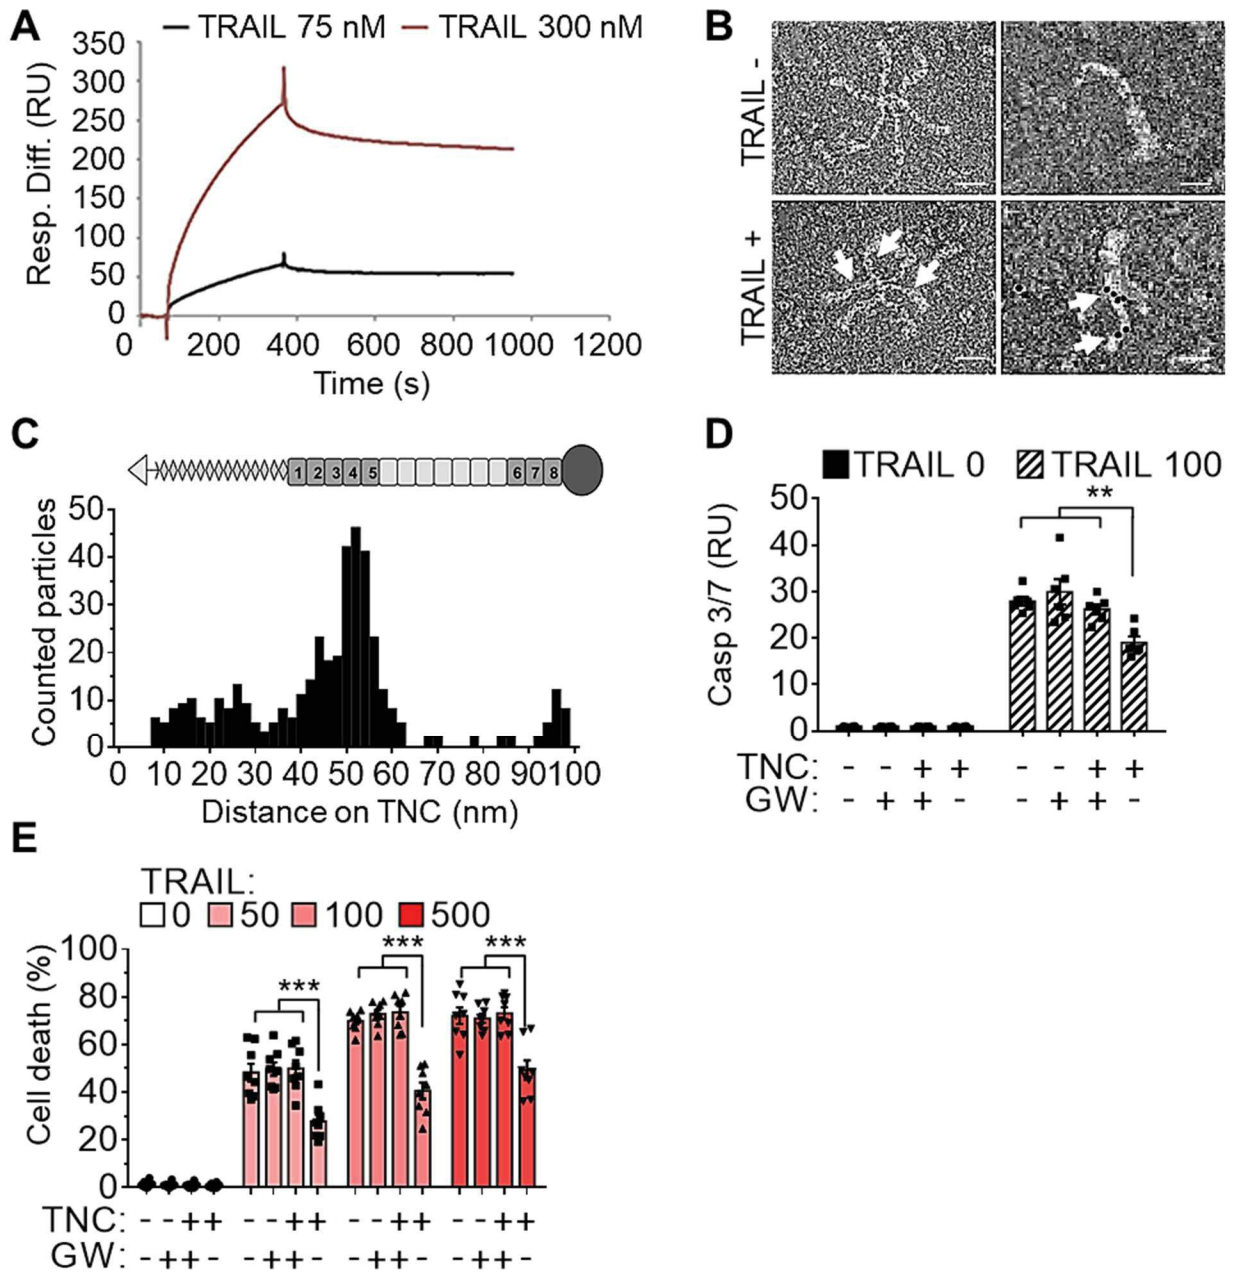 A
TRAIL 75 nM TRAIL 300 nM
Resp. Diff. (RU)
350
300
250
200
150
100
50
0
0 200 400 600 800 1000 1200
Time (s)
B
TRAIL -
TRAIL +
*
C
1 2 3 4 5 6 7 8
Counted particles
50
40
30
20
10
0
0 10 20 30 40 50 60 70 80 90 100
Distance on TNC (nm)
D
TRAIL 0 TRAIL 100
Casp 3/7 (RU)
50
40
30
20
10
0
**
TNC: - - + + - - + +
GW: - + + - - + + -
E
TRAIL:
0 50 100 500
Cell death (%)
100
80
60
40
20
0
*** *** ***
TNC: - - + + - - + + - - + + - - + +
GW: - + + - - + + - - + + - - + + -